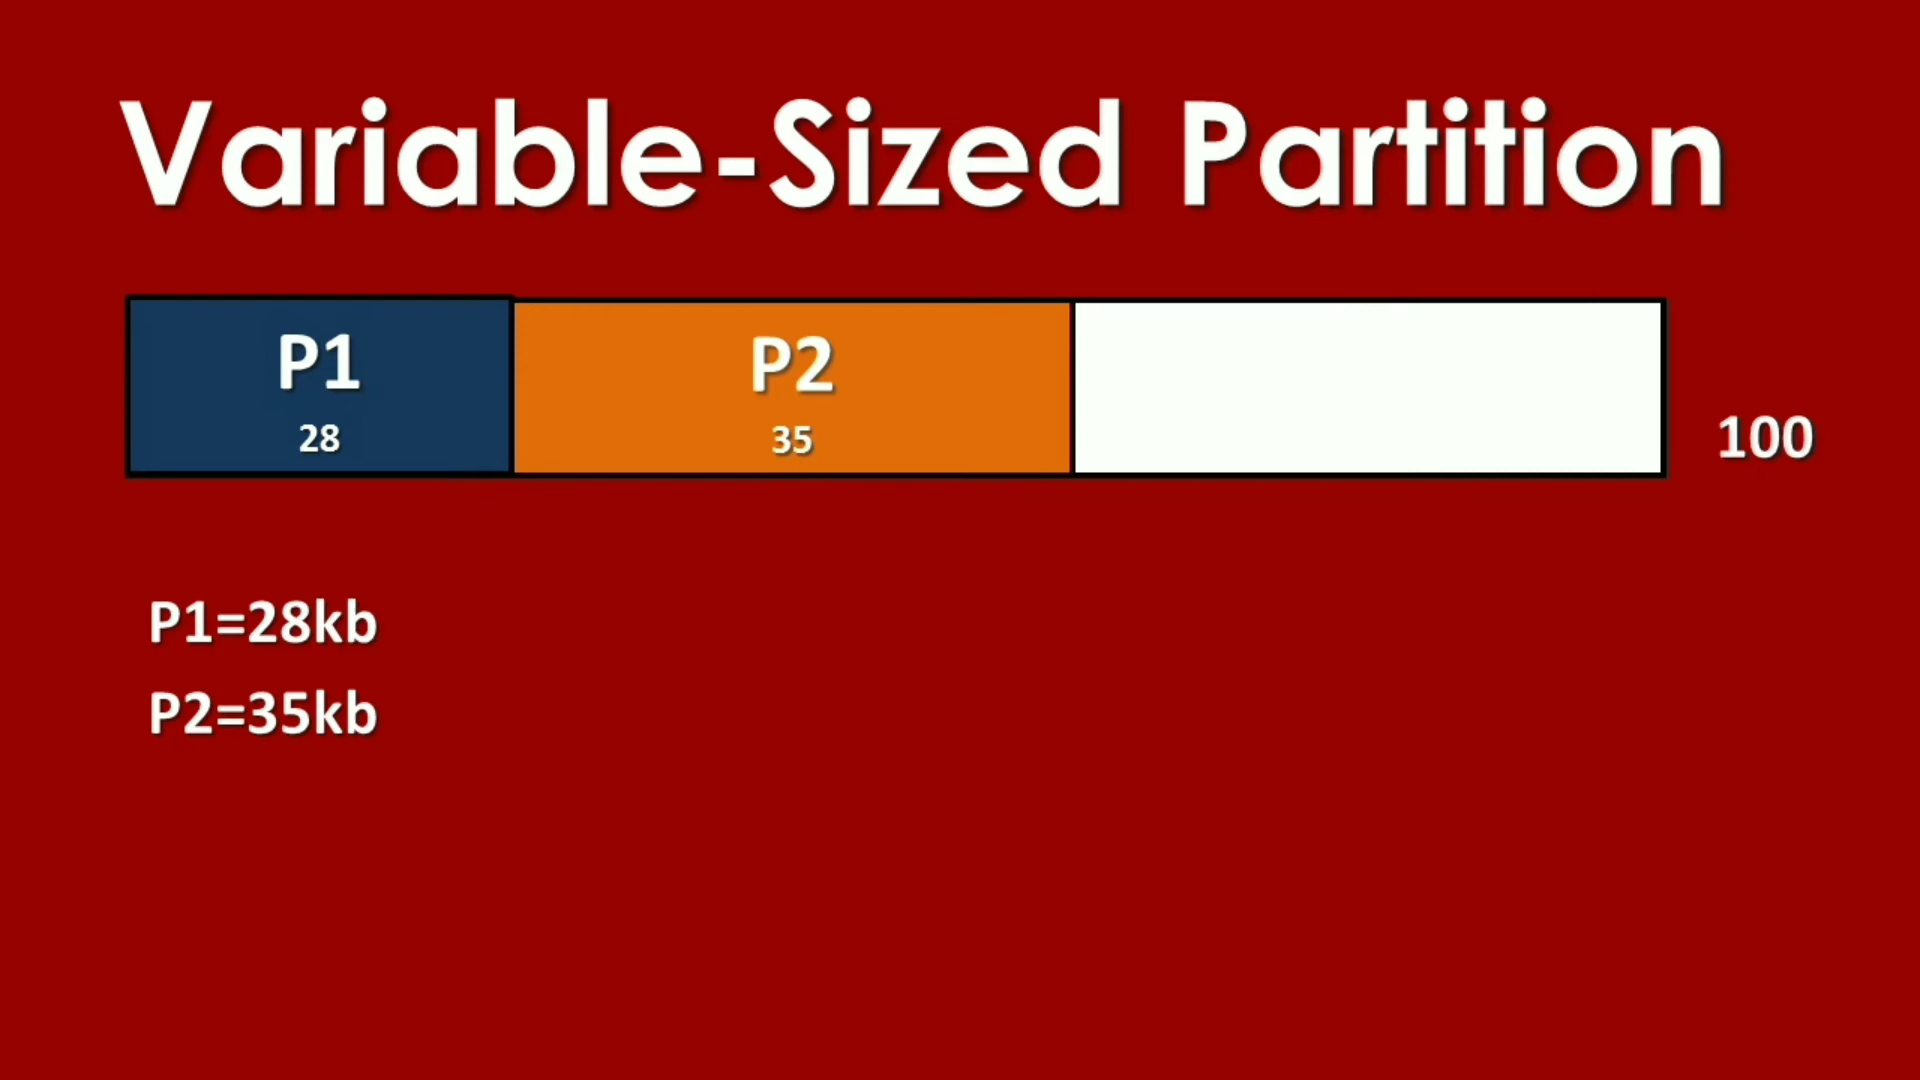 Variable-Sized Partition
P1
P2
28
35
100
P1=28kb
P2=35kb